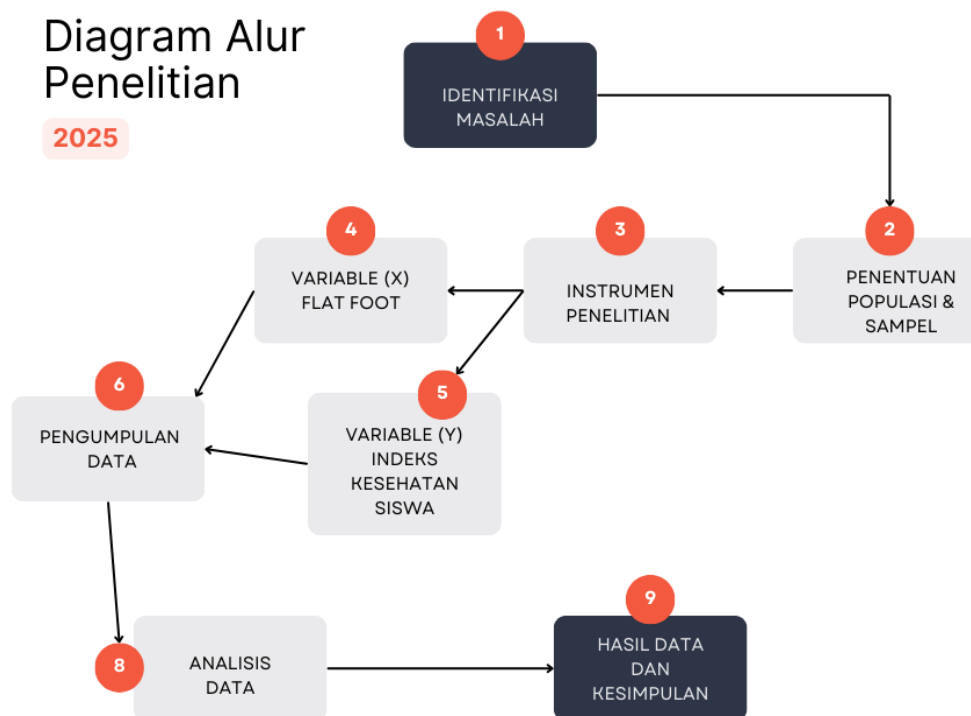 Diagram Alur
Penelitian
2025
1
IDENTIFIKASI
MASALAH
2
PENENTUAN
POPULASI &
SAMPEL
3
INSTRUMEN
PENELITIAN
4
VARIABLE (X)
FLAT FOOT
5
VARIABLE (Y)
INDEKS
KESEHATAN
SISWA
6
PENGUMPULAN
DATA
8
ANALISIS
DATA
9
HASIL DATA
DAN
KESIMPULAN